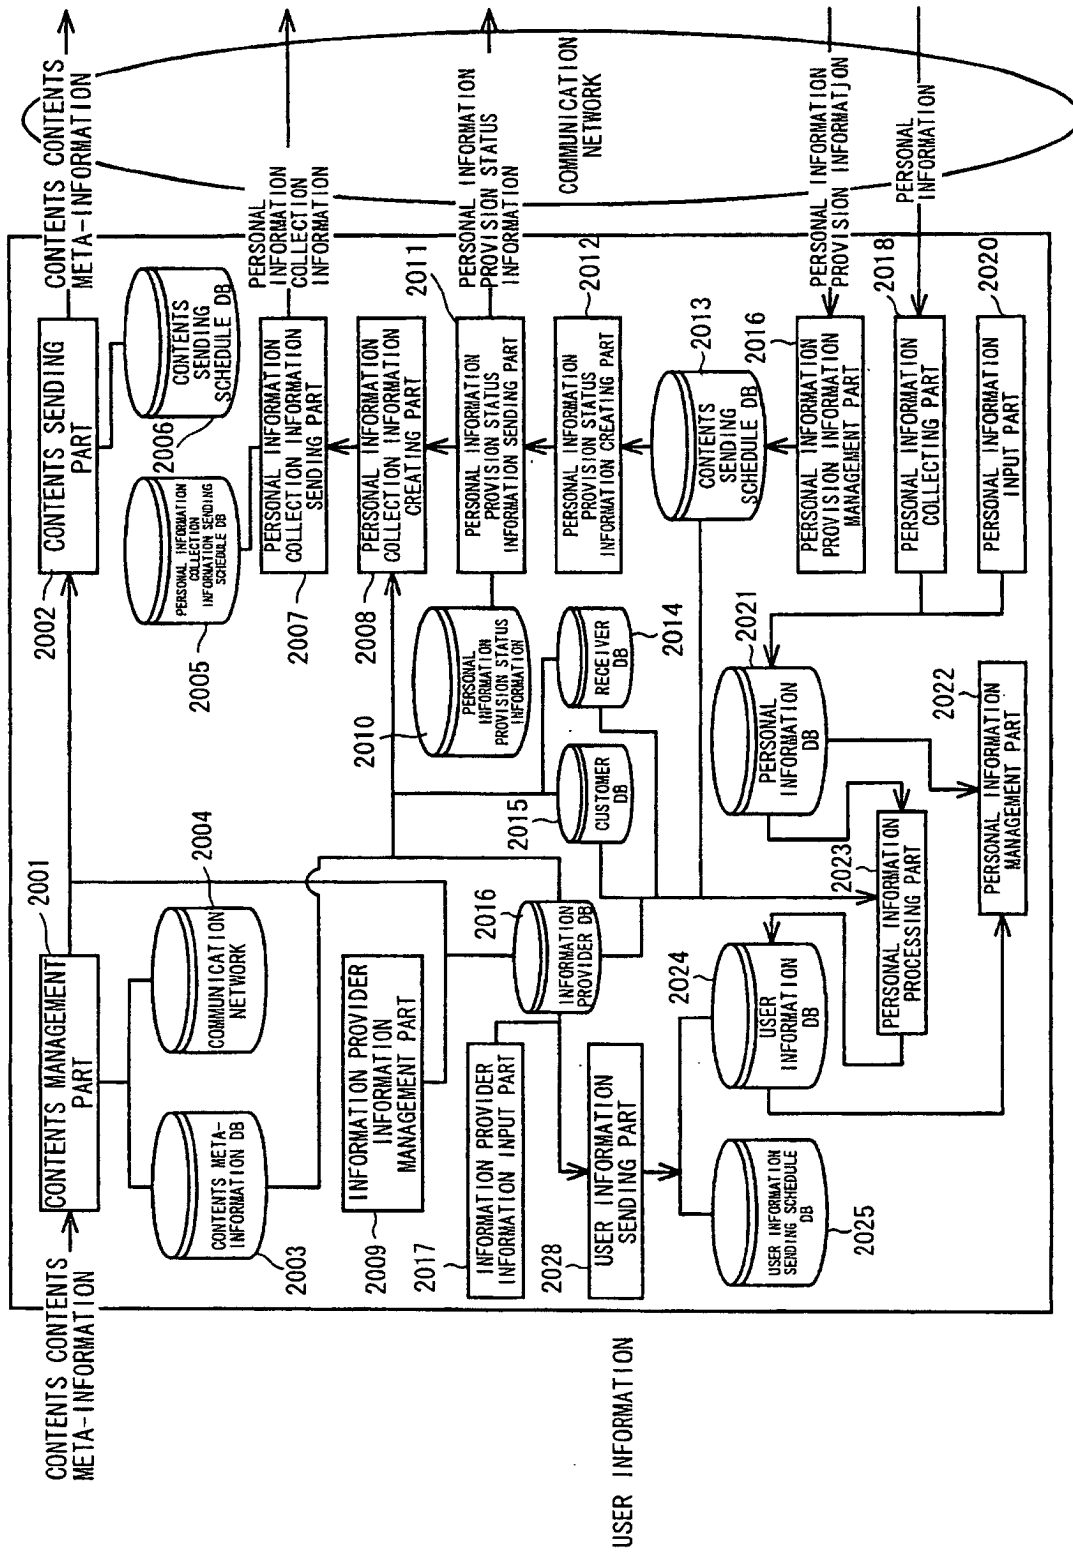 CONTENTS CONTENTS
META-INFORMATION
CONTENTS MANAGEMENT
PART
2001
CONTENTS META-
INFORMATION DB
2003
COMMUNICATION
NETWORK
2004
CONTENTS SENDING
PART
2002
CONTENTS CONTENTS
META-INFORMATION
PERSONAL INFORMATION
COLLECTION
INFORMATION SENDING
SCHEDULE DB
2005
CONTENTS
SENDING
SCHEDULE DB
2006
INFORMATION PROVIDER
INFORMATION
MANAGEMENT PART
2009
PERSONAL INFORMATION
COLLECTION INFORMATION
SENDING PART
2007
PERSONAL
INFORMATION
COLLECTION
INFORMATION
PERSONAL INFORMATION
COLLECTION INFORMATION
CREATING PART
2008
2010
PERSONAL
INFORMATION
PROVISION STATUS
INFORMATION
PERSONAL INFORMATION
PROVISION STATUS
INFORMATION SENDING PART
2011
PERSONAL INFORMATION
PROVISION STATUS
INFORMATION
INFORMATION PROVIDER
INFORMATION INPUT PART
2017
INFORMATION
PROVIDER DB
2016
CUSTOMER
DB
2015
RECEIVER
DB
2014
PERSONAL INFORMATION
PROVISION STATUS
INFORMATION CREATING PART
2012
COMMUNICATION
NETWORK
USER INFORMATION
USER INFORMATION
SENDING PART
2028
CONTENTS
SENDING
SCHEDULE DB
2013
USER INFORMATION
SENDING SCHEDULE
DB
2025
USER
INFORMATION
DB
2024
PERSONAL
INFORMATION
DB
2021
PERSONAL INFORMATION
PROVISION INFORMATION
MANAGEMENT PART
2016
PERSONAL INFORMATION
PROVISION INFORMATION
PERSONAL INFORMATION
PROCESSING PART
2023
PERSONAL INFORMATION
COLLECTING PART
2018
PERSONAL
INFORMATION
PERSONAL INFORMATION
MANAGEMENT PART
2022
PERSONAL INFORMATION
INPUT PART
2020